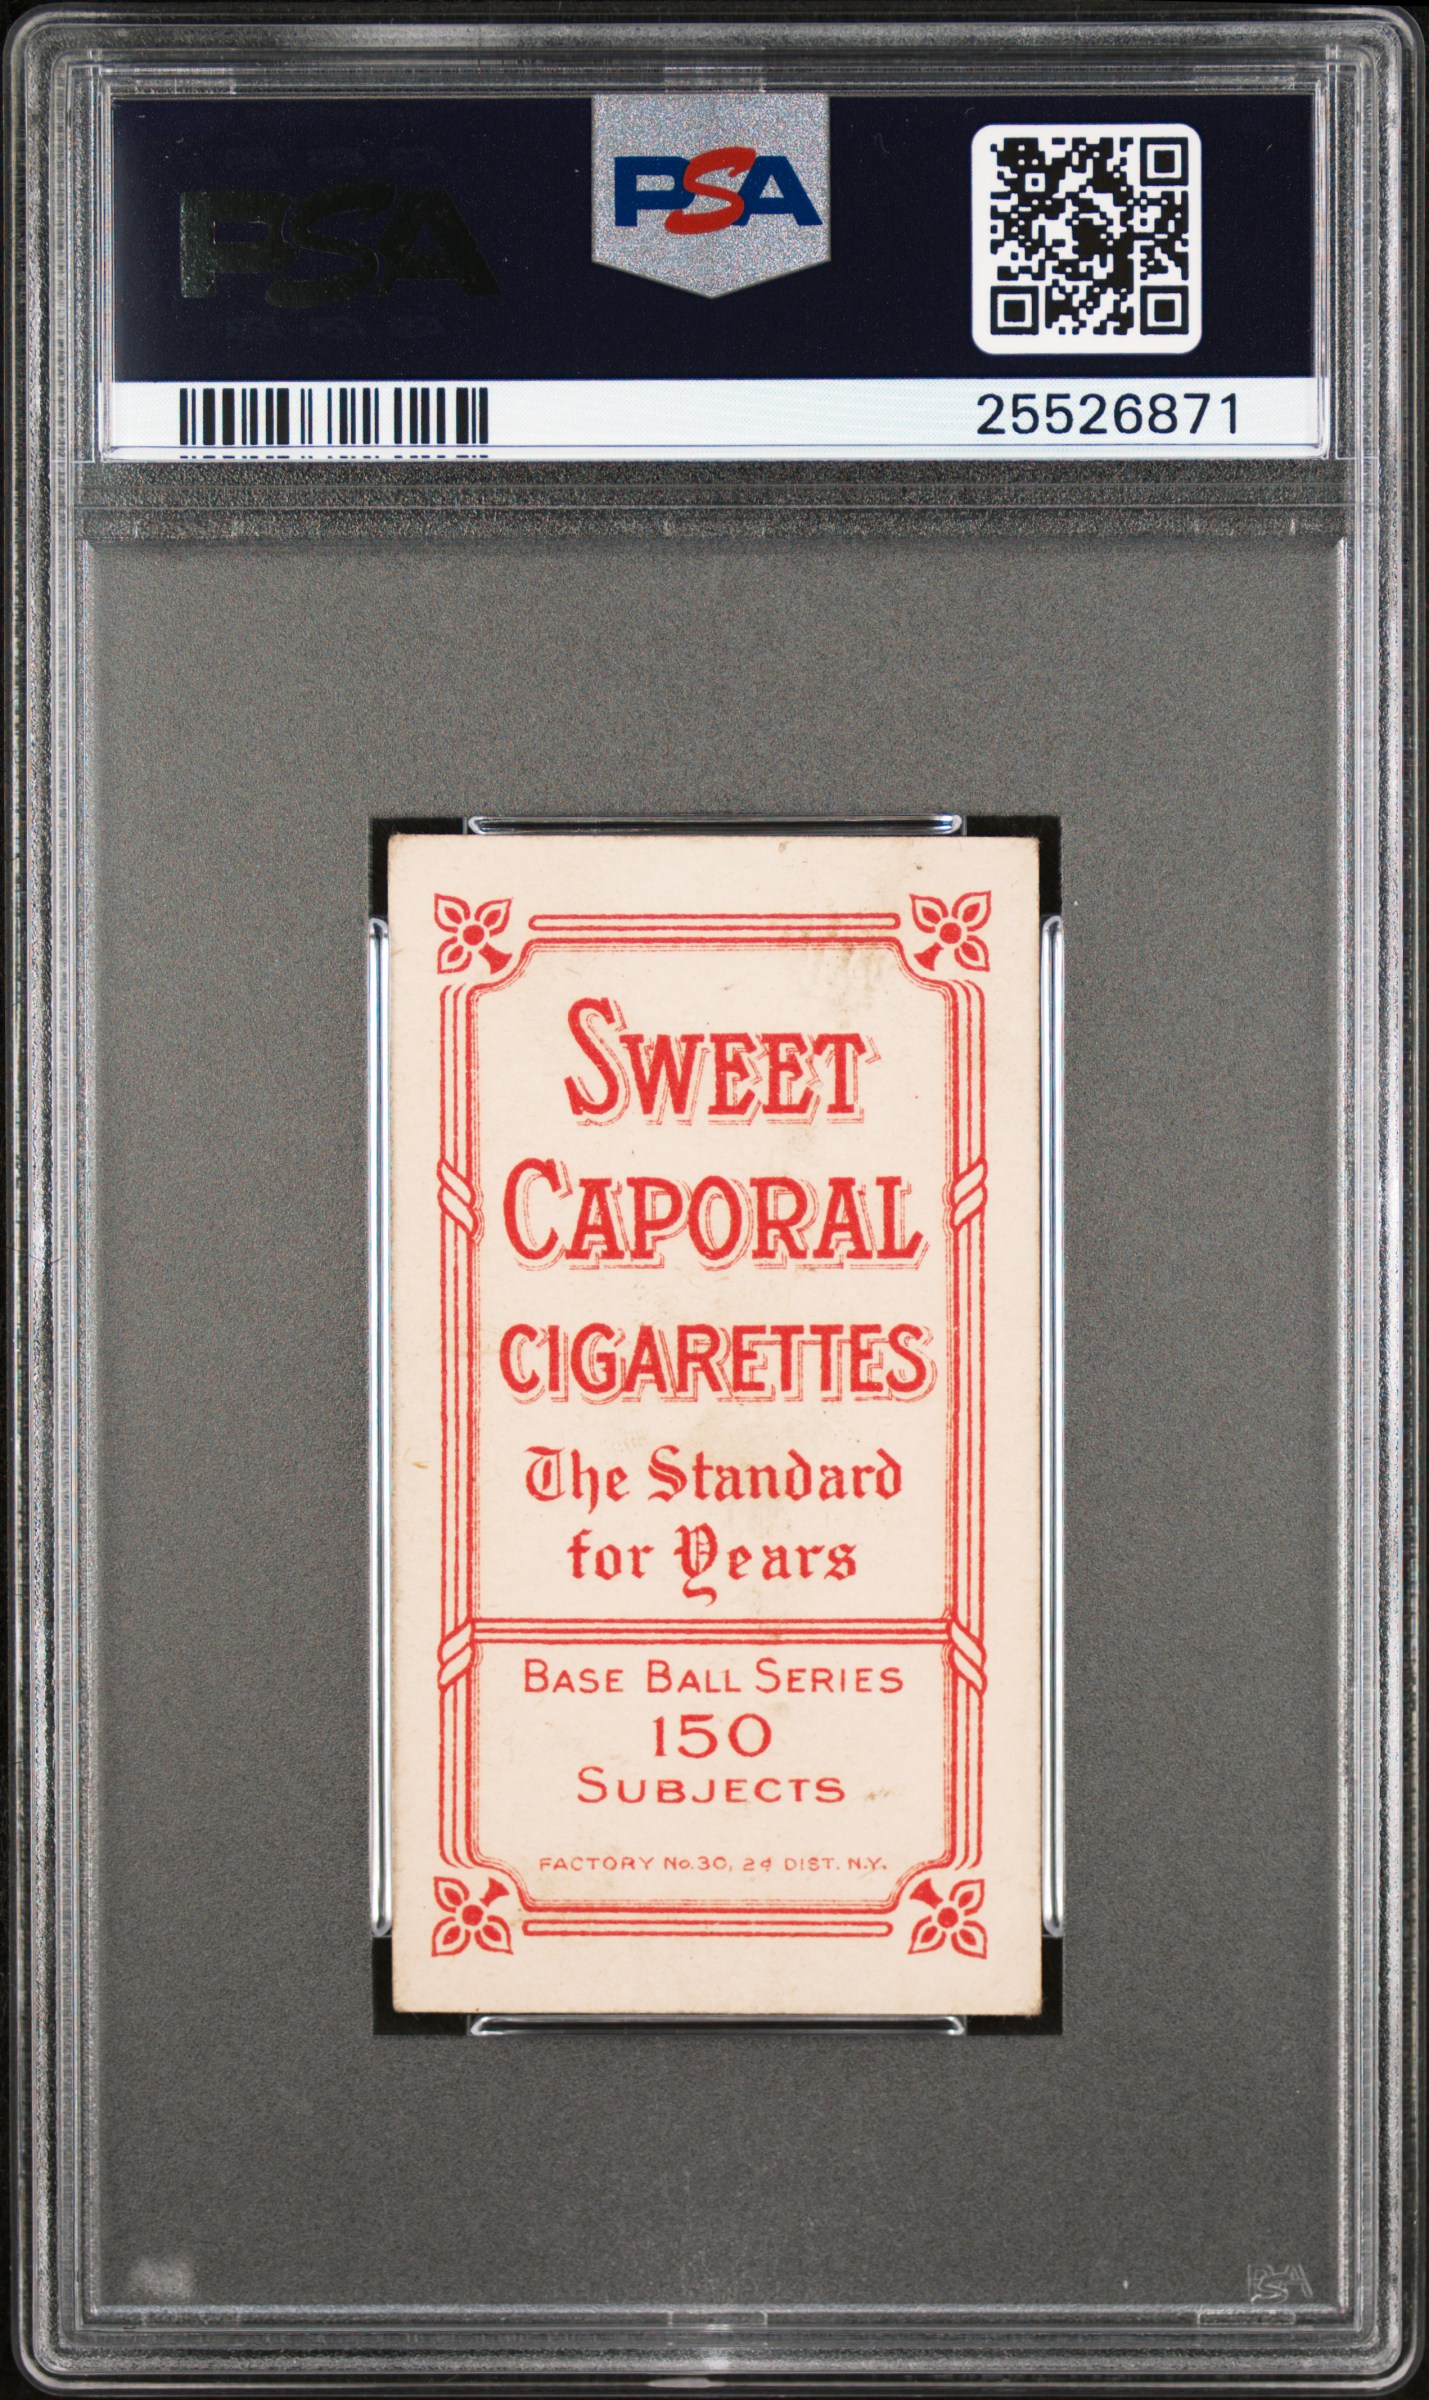 PSA
PSA
25526871
SWEET
CAPORAL
CIGARETTES
The Standard
for Years
BASE BALL SERIES
150
SUBJECTS
FACTORY No. 30, 2d DIST. N.Y.
PSA